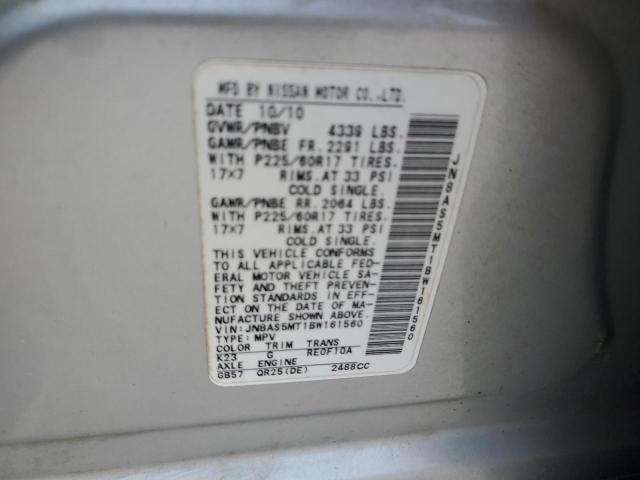 MFD BY NISSAN MOTOR CO.,LTD.
DATE 10/10
GVWR/PNBV 4339 LBS.
GAWR/PNBE FR. 2291 LBS.
WITH P225/60R17 TIRES.
17×7 RIMS. AT 33 PSI
COLD SINGLE.
GAWR/PNBE RR. 2064 LBS.
WITH P225/60R17 TIRES.
17×7 RIMS. AT 33 PSI
COLD SINGLE.
THIS VEHICLE CONFORMS
TO ALL APPLICABLE FED-
ERAL MOTOR VEHICLE SA-
FETY AND THEFT PREVEN-
TION STANDARDS IN EFF-
ECT ON THE DATE OF MA-
NUFACTURE SHOWN ABOVE.
VIN: JN8AS5MT1BW161560
TYPE: MPV
COLOR TRIM TRANS
K23 G RE0F10A
AXLE ENGINE
GB57 QR25(DE) 2488CC
JN8AS5MT1BW161560